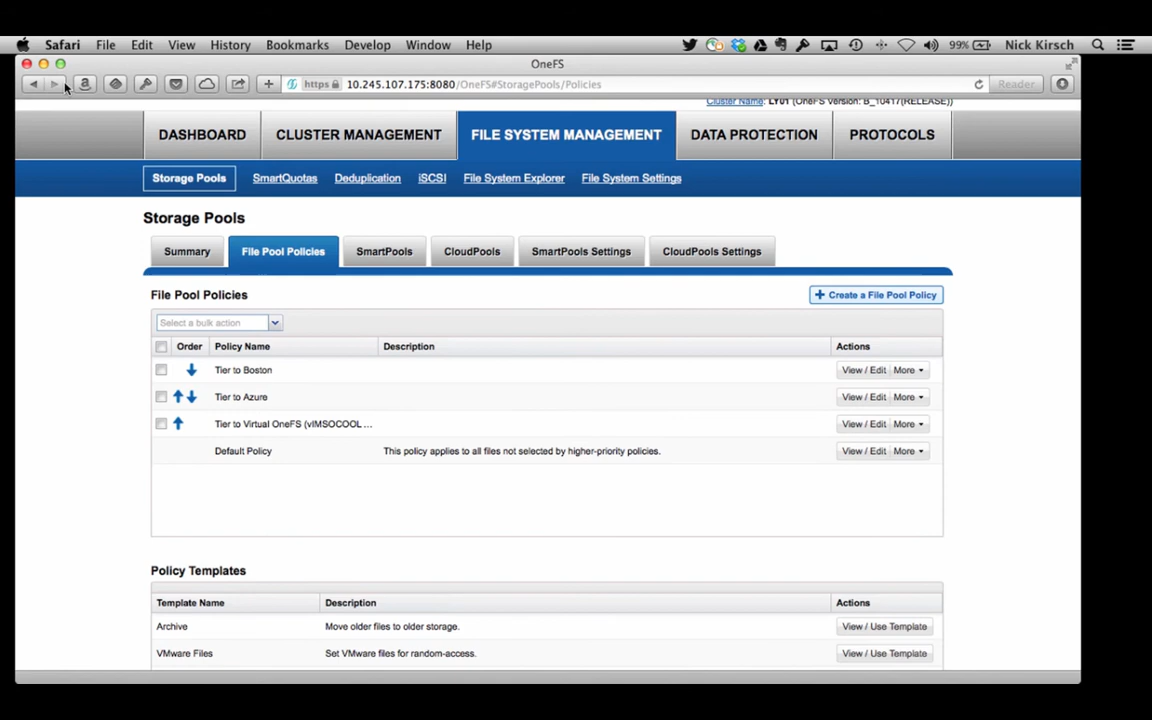 Safari File Edit View History Bookmarks Develop Window Help 99% Nick Kirsch
OneFS
https 10.245.107.175:8080/OneFS#StoragePools/Policies Reader
Cluster Name: LY01 (OneFS Version: B_10417(RELEASE))
DASHBOARD CLUSTER MANAGEMENT FILE SYSTEM MANAGEMENT DATA PROTECTION PROTOCOLS
Storage Pools SmartQuotas Deduplication iSCSI File System Explorer File System Settings
Storage Pools
Summary File Pool Policies SmartPools CloudPools SmartPools Settings CloudPools Settings
File Pool Policies + Create a File Pool Policy
Select a bulk action
Order Policy Name Description Actions
Tier to Boston View / Edit More
Tier to Azure View / Edit More
Tier to Virtual OneFS (vIMSOCOOL ... View / Edit More
Default Policy This policy applies to all files not selected by higher-priority policies. View / Edit More
Policy Templates
Template Name Description Actions
Archive Move older files to older storage. View / Use Template
VMware Files Set VMware files for random-access. View / Use Template